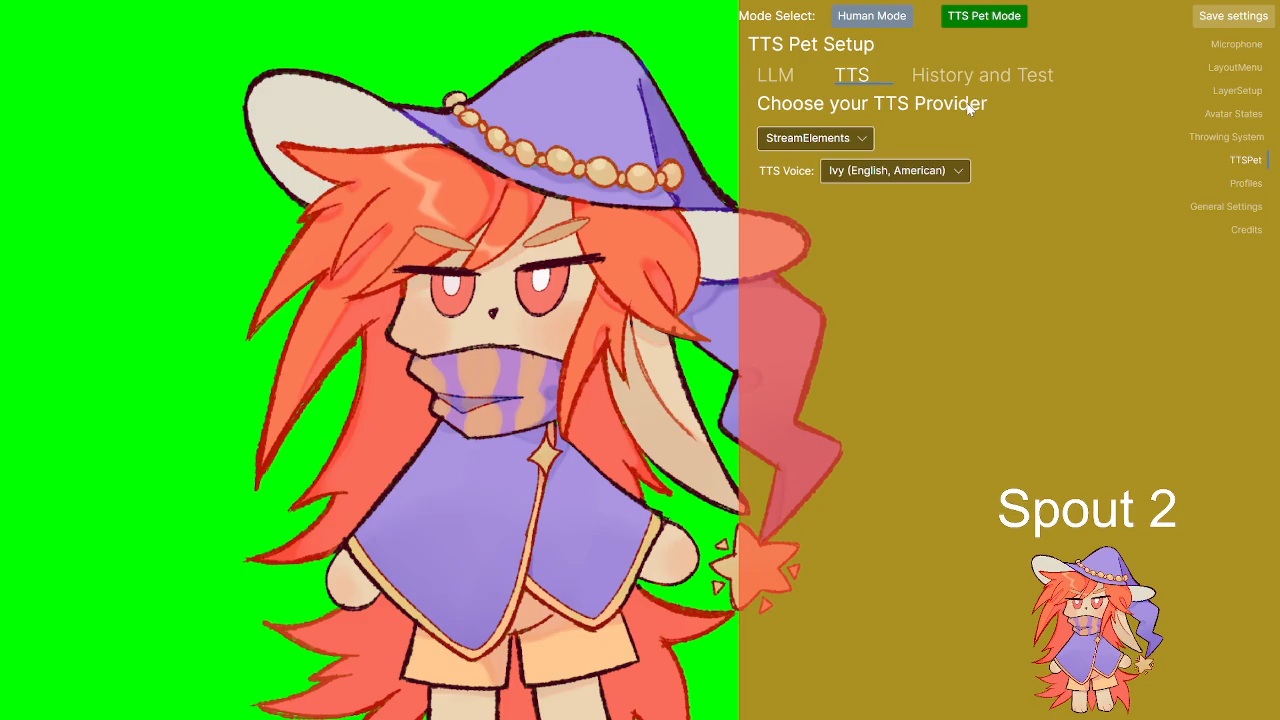 Mode Select: Human Mode TTS Pet Mode Save settings
TTS Pet Setup
LLM TTS History and Test
Choose your TTS Provider
StreamElements
TTS Voice: Ivy (English, American)
Microphone
LayoutMenu
LayerSetup
Avatar States
Throwing System
TTSPet
Profiles
General Settings
Credits
Spout 2